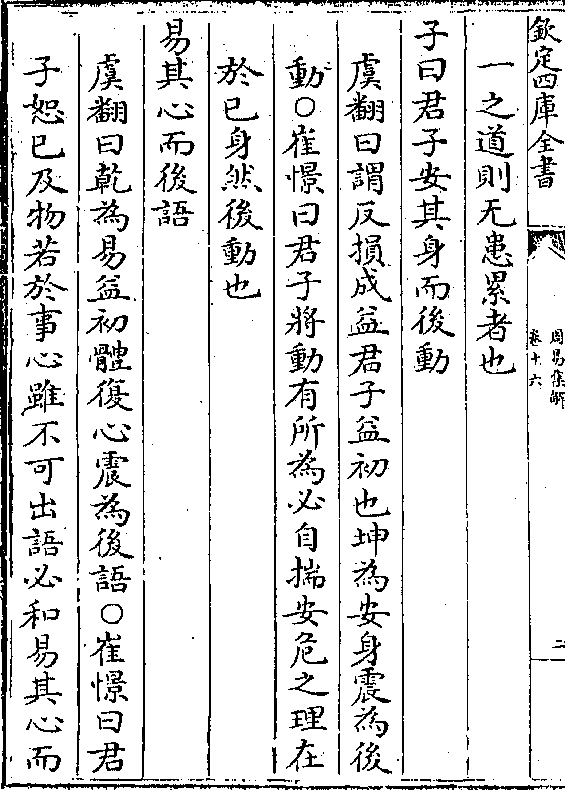 欽定四庫全書
周易集解
卷十六
二
一之道則无患累者也
子曰君子安其身而後動
虞翻曰謂反損成益君子益初也坤為安身震為後
動○崔憬曰君子將動有所為必自揣安危之理在
於已身然後動也
易其心而後語
虞翻曰乾為易益初體復心震為後語○崔憬曰君
子恕已及物若於事心雖不可出語必和易其心而